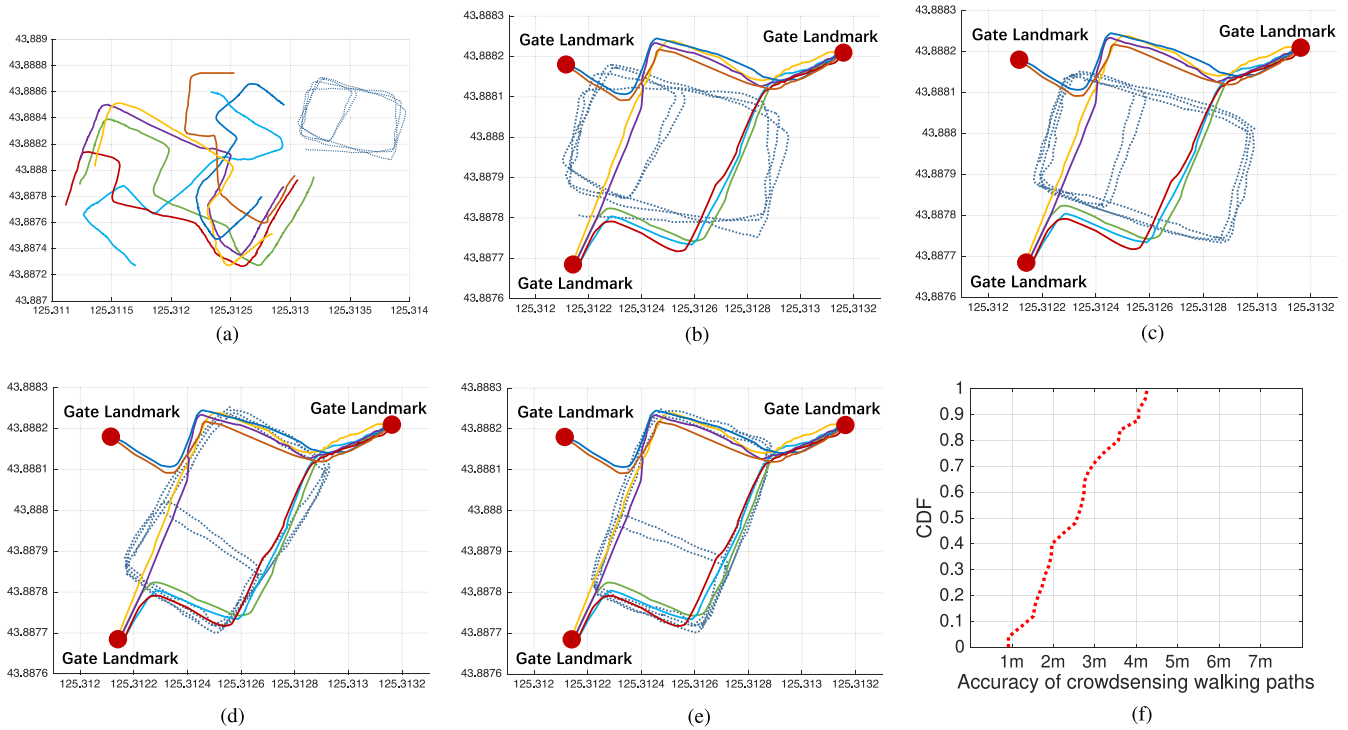 43,889
43,8888
43,8886
43,8884
43,8882
43,888
43,8878
43,8876
43,8874
43,8872
43,887
125.311 125.3115 125.312 125.3125 125.313 125.3135 125.314
(a)
43,8883
43,8882
43,8881
43,888
43,8879
43,8778
43,8877
43,8876
Gate Landmark
Gate Landmark
Gate Landmark
125.312 125.3122 125.3124 125.3126 125.3128 125.313 125.3132
(b)
43,8883
43,8882
43,8881
43,888
43,8879
43,8778
43,8877
43,8876
Gate Landmark
Gate Landmark
Gate Landmark
125.312 125.3122 125.3124 125.3126 125.3128 125.313 125.3132
(c)
43,8883
43,8882
43,8881
43,888
43,8879
43,8778
43,8877
43,8876
Gate Landmark
Gate Landmark
Gate Landmark
125.312 125.3122 125.3124 125.3126 125.3128 125.313 125.3132
(d)
43,8883
43,8882
43,8881
43,888
43,8879
43,8778
43,8877
43,8876
Gate Landmark
Gate Landmark
Gate Landmark
125.312 125.3122 125.3124 125.3126 125.3128 125.313 125.3132
(e)
1
0.9
0.8
0.7
0.6
0.5
0.4
0.3
0.2
0.1
0
CDF
1m 2m 3m 4m 5m 6m 7m
Accuracy of crowdsensing walking paths
(f)